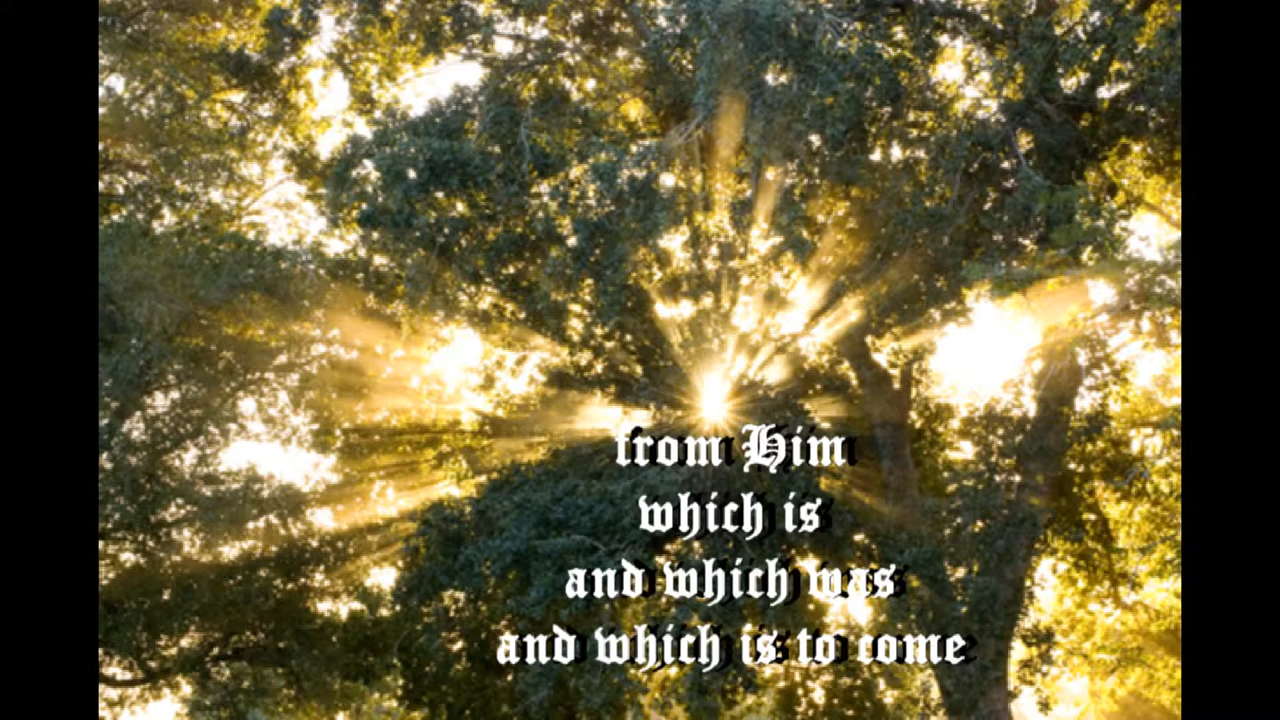 from Him
which is
and which was
and which is to come